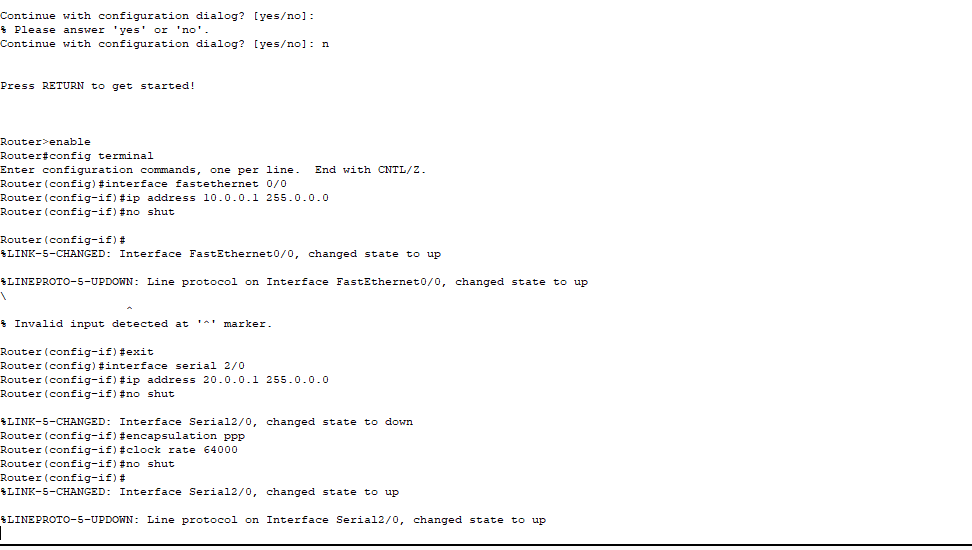 Continue with configuration dialog? [yes/no]:
% Please answer 'yes' or 'no'.
Continue with configuration dialog? [yes/no]: n
Press RETURN to get started!
Router>enable
Router#config terminal
Enter configuration commands, one per line.  End with CNTL/Z.
Router(config)#interface fastethernet 0/0
Router(config-if)#ip address 10.0.0.1 255.0.0.0
Router(config-if)#no shut
Router(config-if)#
%LINK-5-CHANGED: Interface FastEthernet0/0, changed state to up
%LINEPROTO-5-UPDOWN: Line protocol on Interface FastEthernet0/0, changed state to up
\
^
% Invalid input detected at '^' marker.
Router(config-if)#exit
Router(config)#interface serial 2/0
Router(config-if)#ip address 20.0.0.1 255.0.0.0
Router(config-if)#no shut
%LINK-5-CHANGED: Interface Serial2/0, changed state to down
Router(config-if)#encapsulation ppp
Router(config-if)#clock rate 64000
Router(config-if)#no shut
Router(config-if)#
%LINK-5-CHANGED: Interface Serial2/0, changed state to up
%LINEPROTO-5-UPDOWN: Line protocol on Interface Serial2/0, changed state to up